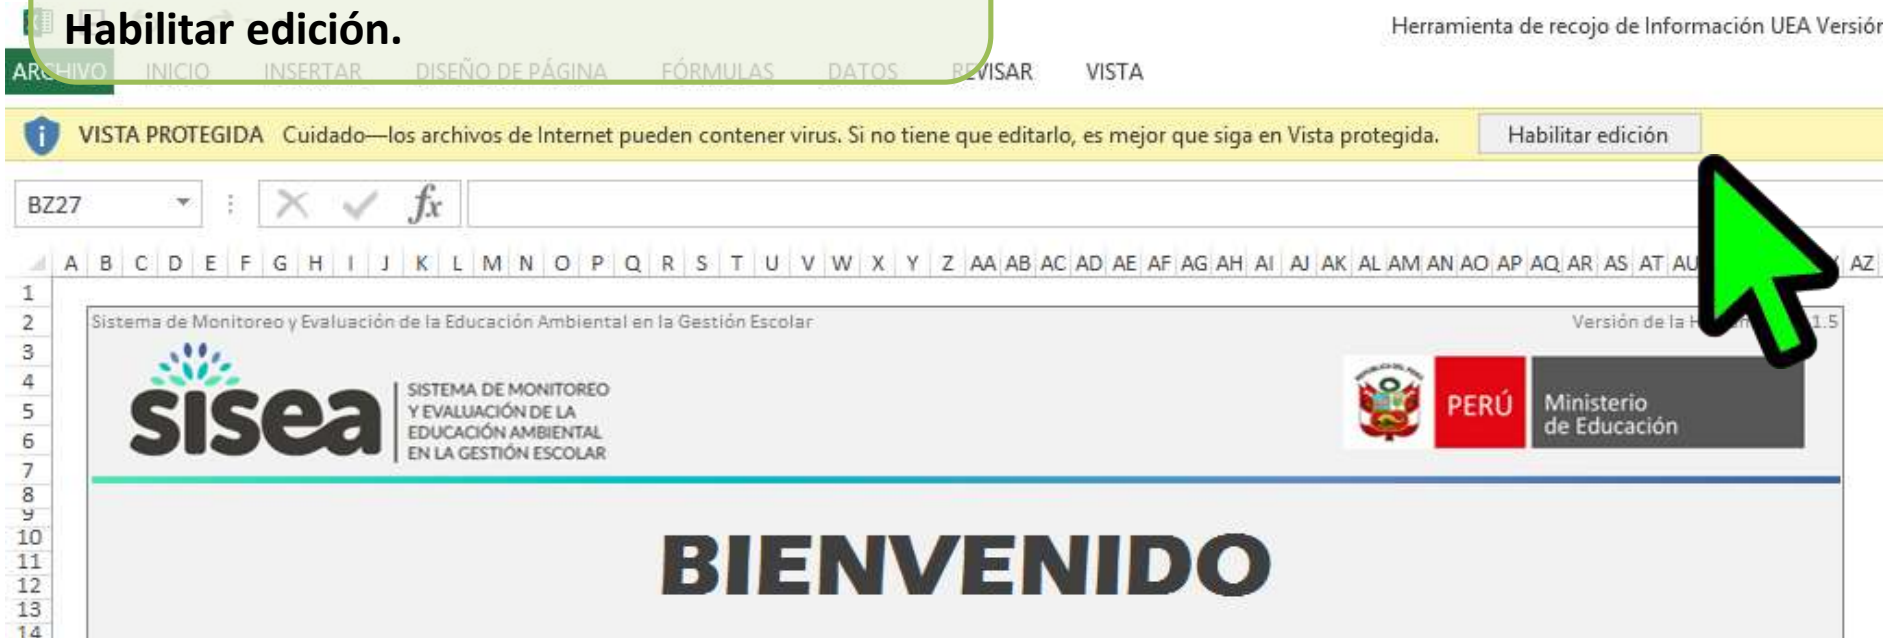 Habilitar edición.
Herramienta de recojo de Información UEA Versión
ARCHIVO INICIO INSERTAR DISEÑO DE PÁGINA FÓRMULAS DATOS REVISAR VISTA
VISTA PROTEGIDA Cuidado—los archivos de Internet pueden contener virus. Si no tiene que editarlo, es mejor que siga en Vista protegida. Habilitar edición
BZ27 fx
A B C D E F G H I J K L M N O P Q R S T U V W X Y Z AA AB AC AD AE AF AG AH AI AJ AK AL AM AN AO AP AQ AR AS AT AU AZ
1
2 Sistema de Monitoreo y Evaluación de la Educación Ambiental en la Gestión Escolar Versión de la 1.5
3
4
5
6
7
sisea
SISTEMA DE MONITOREO
Y EVALUACIÓN DE LA
EDUCACIÓN AMBIENTAL
EN LA GESTIÓN ESCOLAR
PERÚ
Ministerio
de Educación
8
9
10
11
12
13
14
BIENVENIDO